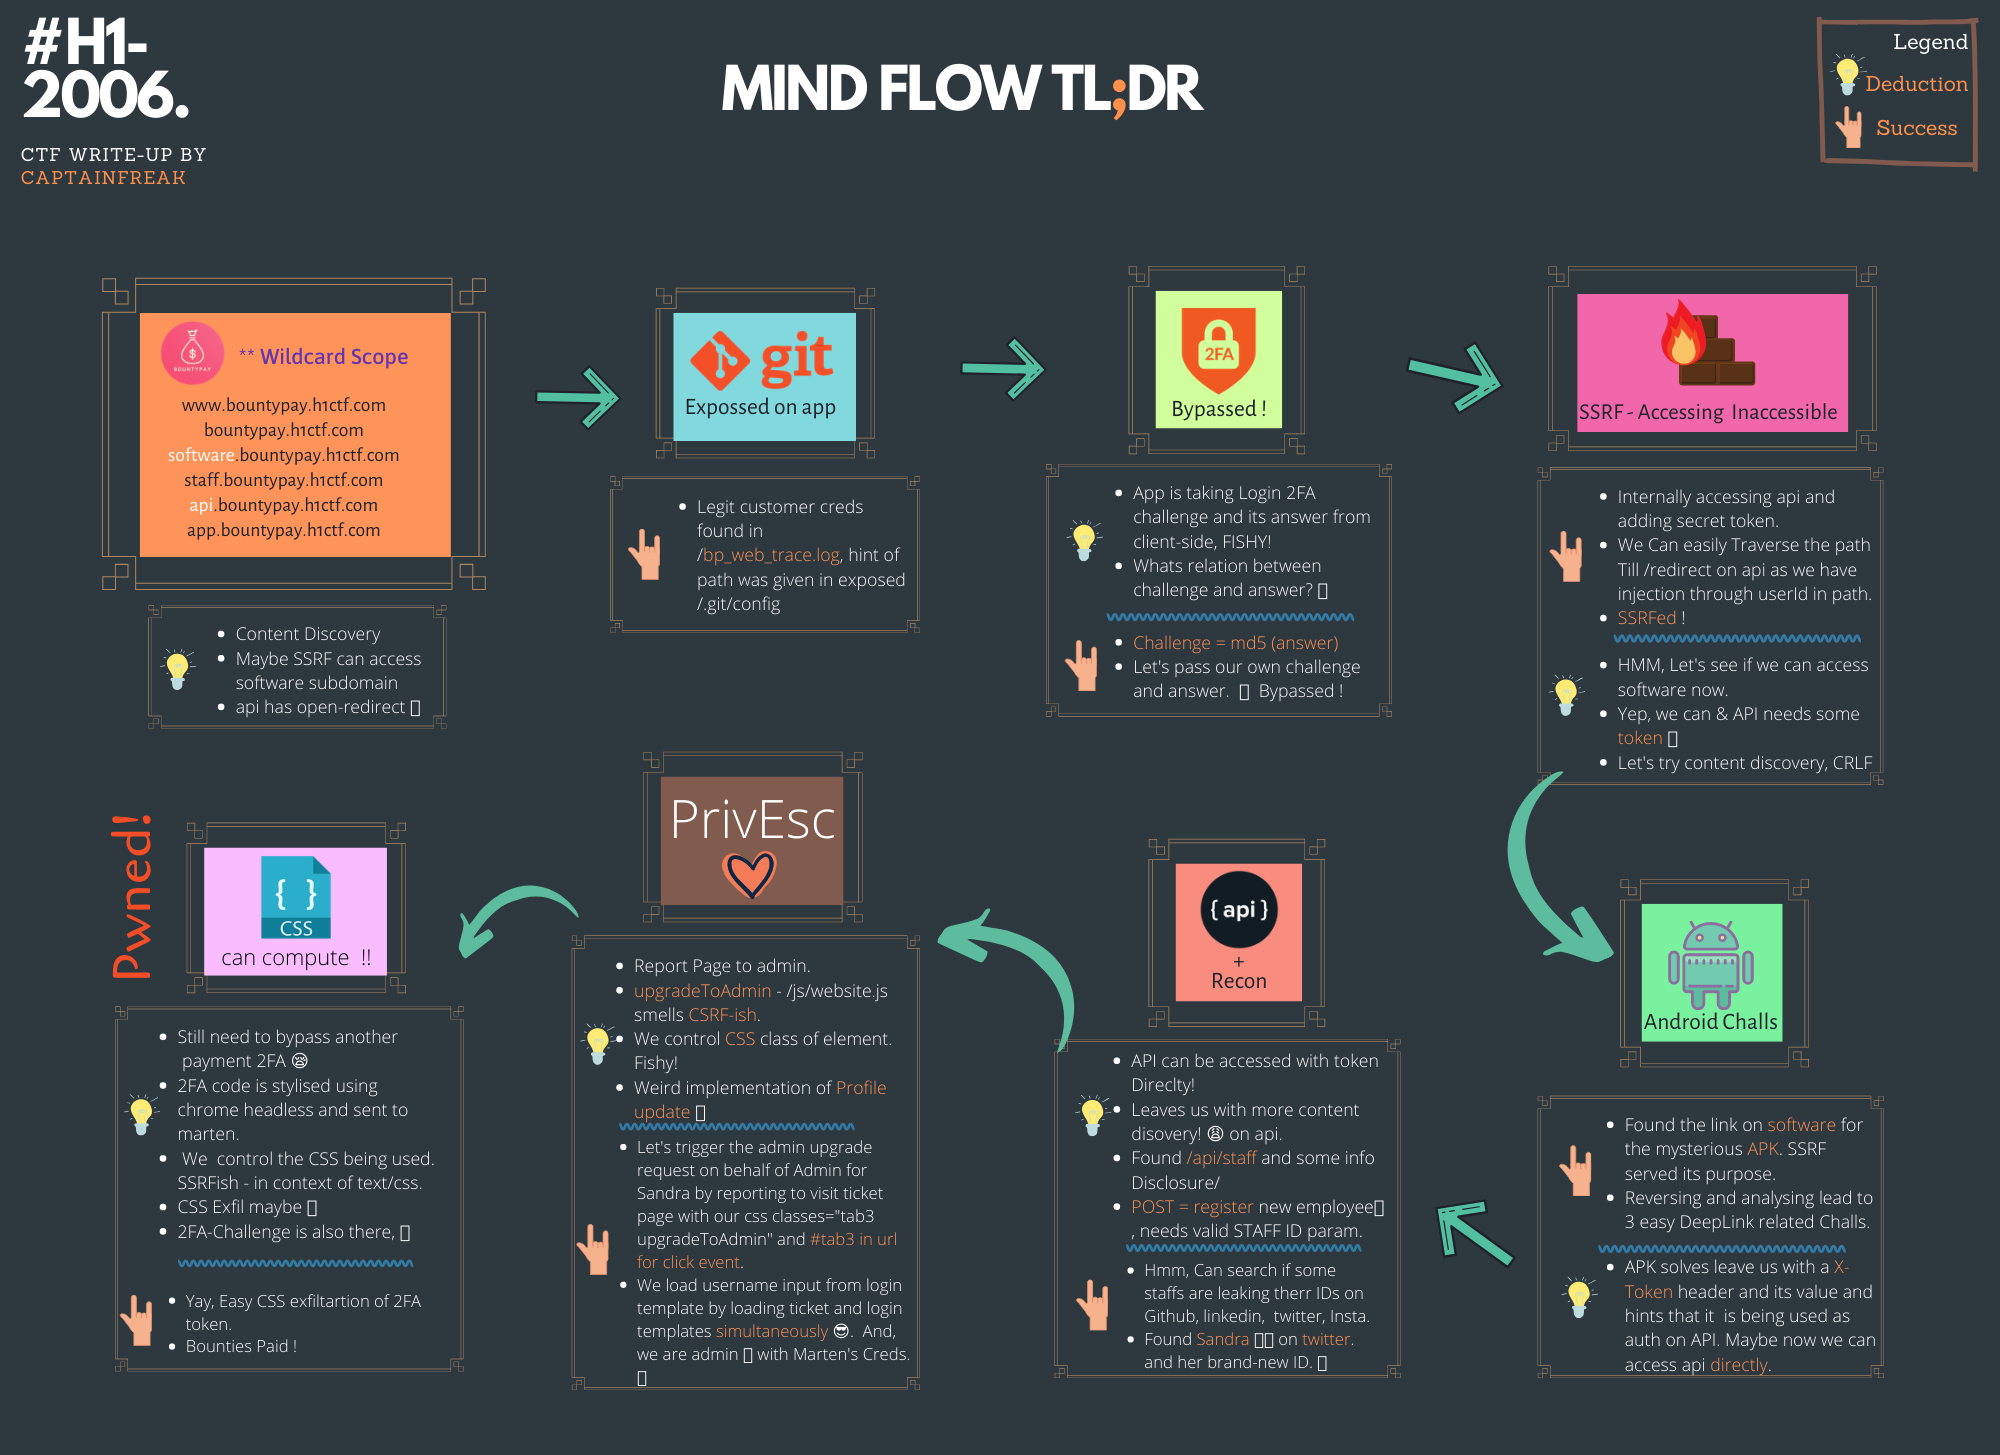 #H1-
2006.
CTF WRITE-UP BY
CAPTAINFREAK
MIND FLOW TL;DR
Legend
Deduction
Success
BOUNTYPAY
** Wildcard Scope
www.bountypay.h1ctf.com
bountypay.h1ctf.com
software.bountypay.h1ctf.com
staff.bountypay.h1ctf.com
api.bountypay.h1ctf.com
app.bountypay.h1ctf.com
• Content Discovery
• Maybe SSRF can access
software subdomain
• api has open-redirect
git
Expossed on app
• Legit customer creds
found in
/bp_web_trace.log, hint of
path was given in exposed
/.git/config
2FA
Bypassed !
• App is taking Login 2FA
challenge and its answer from
client-side, FISHY!
• Whats relation between
challenge and answer?
• Challenge = md5 (answer)
• Let's pass our own challenge
and answer. Bypassed !
SSRF - Accessing Inaccessible
• Internally accessing api and
adding secret token.
• We Can easily Traverse the path
Till /redirect on api as we have
injection through userId in path.
• SSRFed !
• HMM, Let's see if we can access
software now.
• Yep, we can & API needs some
token
• Let's try content discovery, CRLF
Android Challs
• Found the link on software for
the mysterious APK. SSRF
served its purpose.
• Reversing and analysing lead to
3 easy DeepLink related Challs.
• APK solves leave us with a X-
Token header and its value and
hints that it is being used as
auth on API. Maybe now we can
access api directly.
{api}
+
Recon
• API can be accessed with token
Direclty!
• Leaves us with more content
disovery! 😩 on api.
• Found /api/staff and some info
Disclosure/
• POST = register new employee
, needs valid STAFF ID param.
• Hmm, Can search if some
staffs are leaking therr IDs on
Github, linkedin, twitter, Insta.
• Found Sandra on twitter.
and her brand-new ID.
PrivEsc
• Report Page to admin.
• upgradeToAdmin - /js/website.js
smells CSRF-ish.
• We control CSS class of element.
Fishy!
• Weird implementation of Profile
update
• Let's trigger the admin upgrade
request on behalf of Admin for
Sandra by reporting to visit ticket
page with our css classes="tab3
upgradeToAdmin" and #tab3 in url
for click event.
• We load username input from login
template by loading ticket and login
templates simultaneously 😎. And,
we are admin with Marten's Creds.
Pwned!
{ }
CSS
can compute !!
• Still need to bypass another
payment 2FA 😪
• 2FA code is stylised using
chrome headless and sent to
marten.
• We control the CSS being used.
SSRFish - in context of text/css.
• CSS Exfil maybe
• 2FA-Challenge is also there,
• Yay, Easy CSS exfiltartion of 2FA
token.
• Bounties Paid !